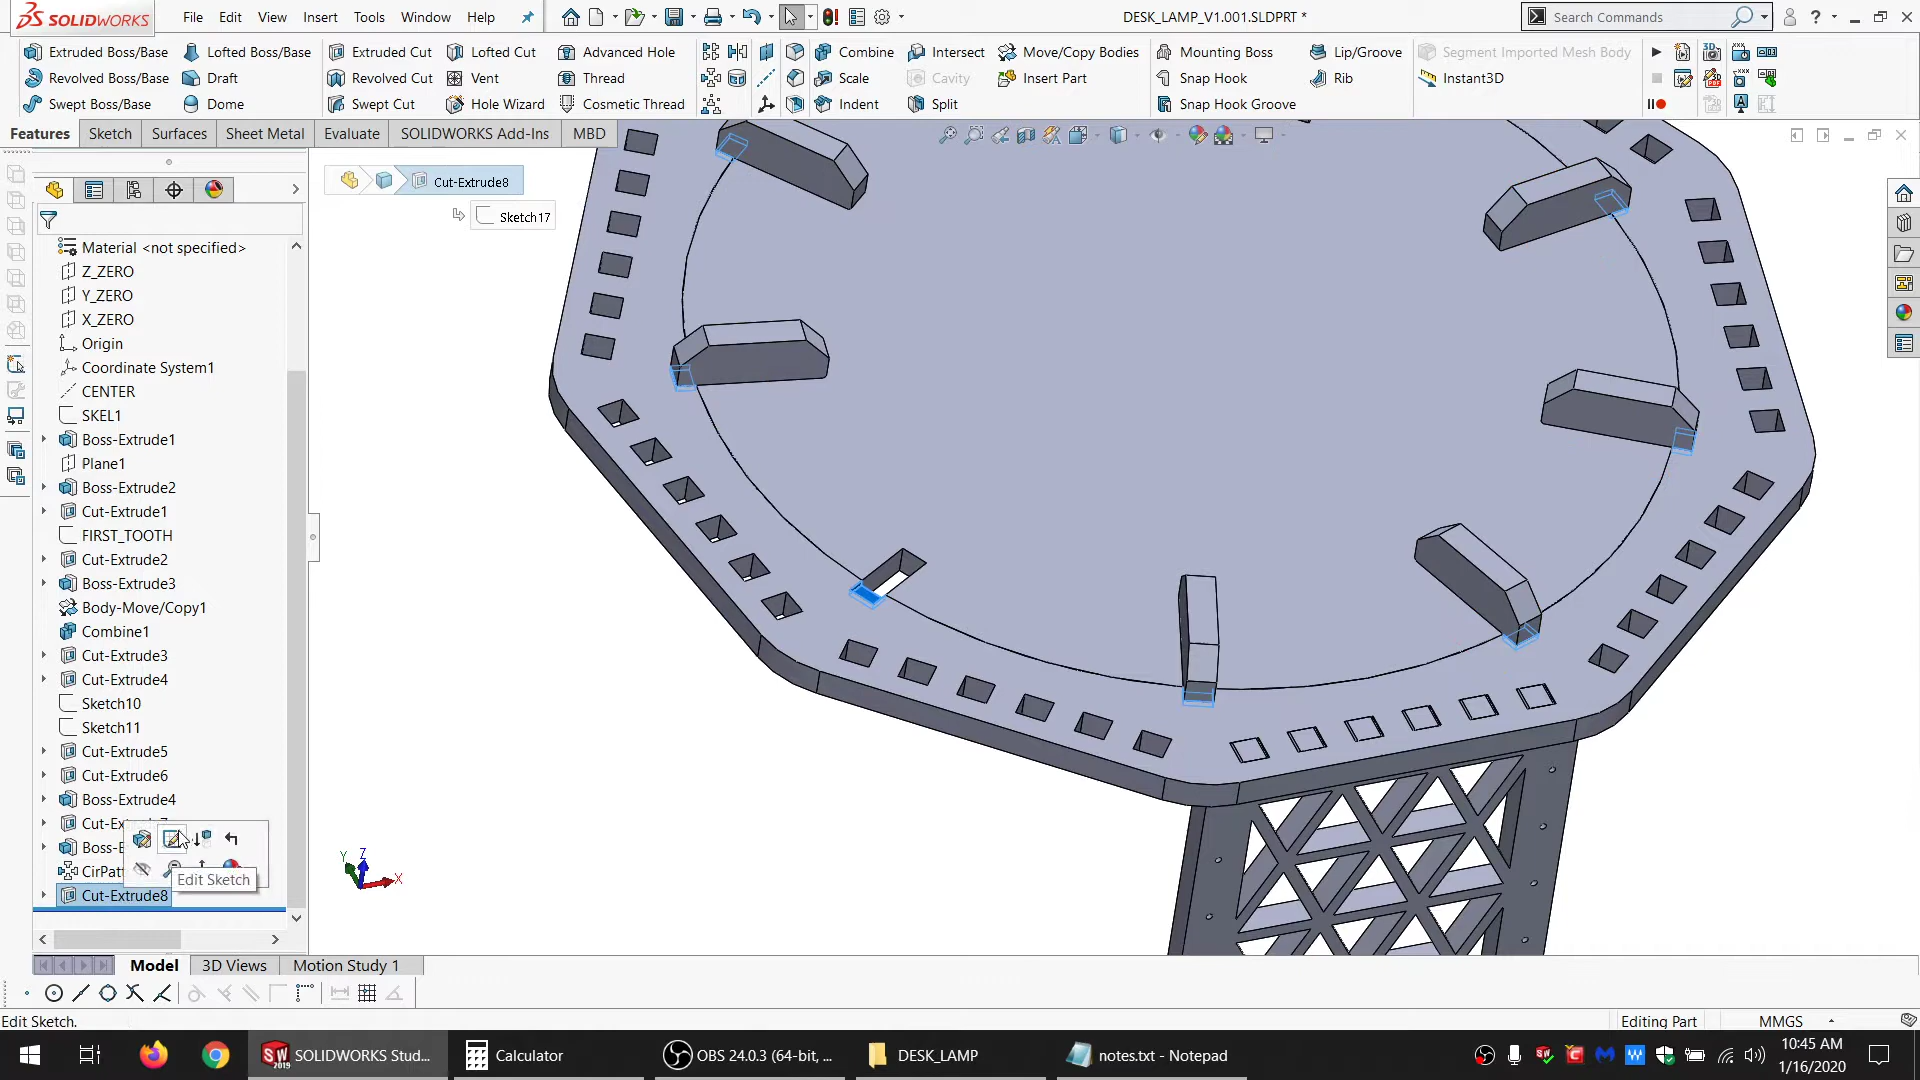 SOLIDWORKS File Edit View Insert Tools Window Help DESK_LAMP_V1.001.SLDPRT * Search Commands
Extruded Boss/Base Lofted Boss/Base Extruded Cut Lofted Cut Advanced Hole Combine Intersect Move/Copy Bodies Mounting Boss Lip/Groove Segment Imported Mesh Body
Revolved Boss/Base Draft Revolved Cut Vent Thread Scale Cavity Insert Part Snap Hook Rib Instant3D
Swept Boss/Base Dome Swept Cut Hole Wizard Cosmetic Thread Indent Split Snap Hook Groove
Features Sketch Surfaces Sheet Metal Evaluate SOLIDWORKS Add-Ins MBD
Cut-Extrude8
Sketch17
Material <not specified>
Z_ZERO
Y_ZERO
X_ZERO
Origin
Coordinate System1
CENTER
SKEL1
Boss-Extrude1
Plane1
Boss-Extrude2
Cut-Extrude1
FIRST_TOOTH
Cut-Extrude2
Boss-Extrude3
Body-Move/Copy1
Combine1
Cut-Extrude3
Cut-Extrude4
Sketch10
Sketch11
Cut-Extrude5
Cut-Extrude6
Boss-Extrude4
Cut-Ex
Boss-E
CirPat
Edit Sketch
Cut-Extrude8
Y Z X
Model 3D Views Motion Study 1
Edit Sketch. Editing Part MMGS
SW 2019 SOLIDWORKS Stud... Calculator OBS 24.0.3 (64-bit, ... DESK_LAMP notes.txt - Notepad 10:45 AM
1/16/2020